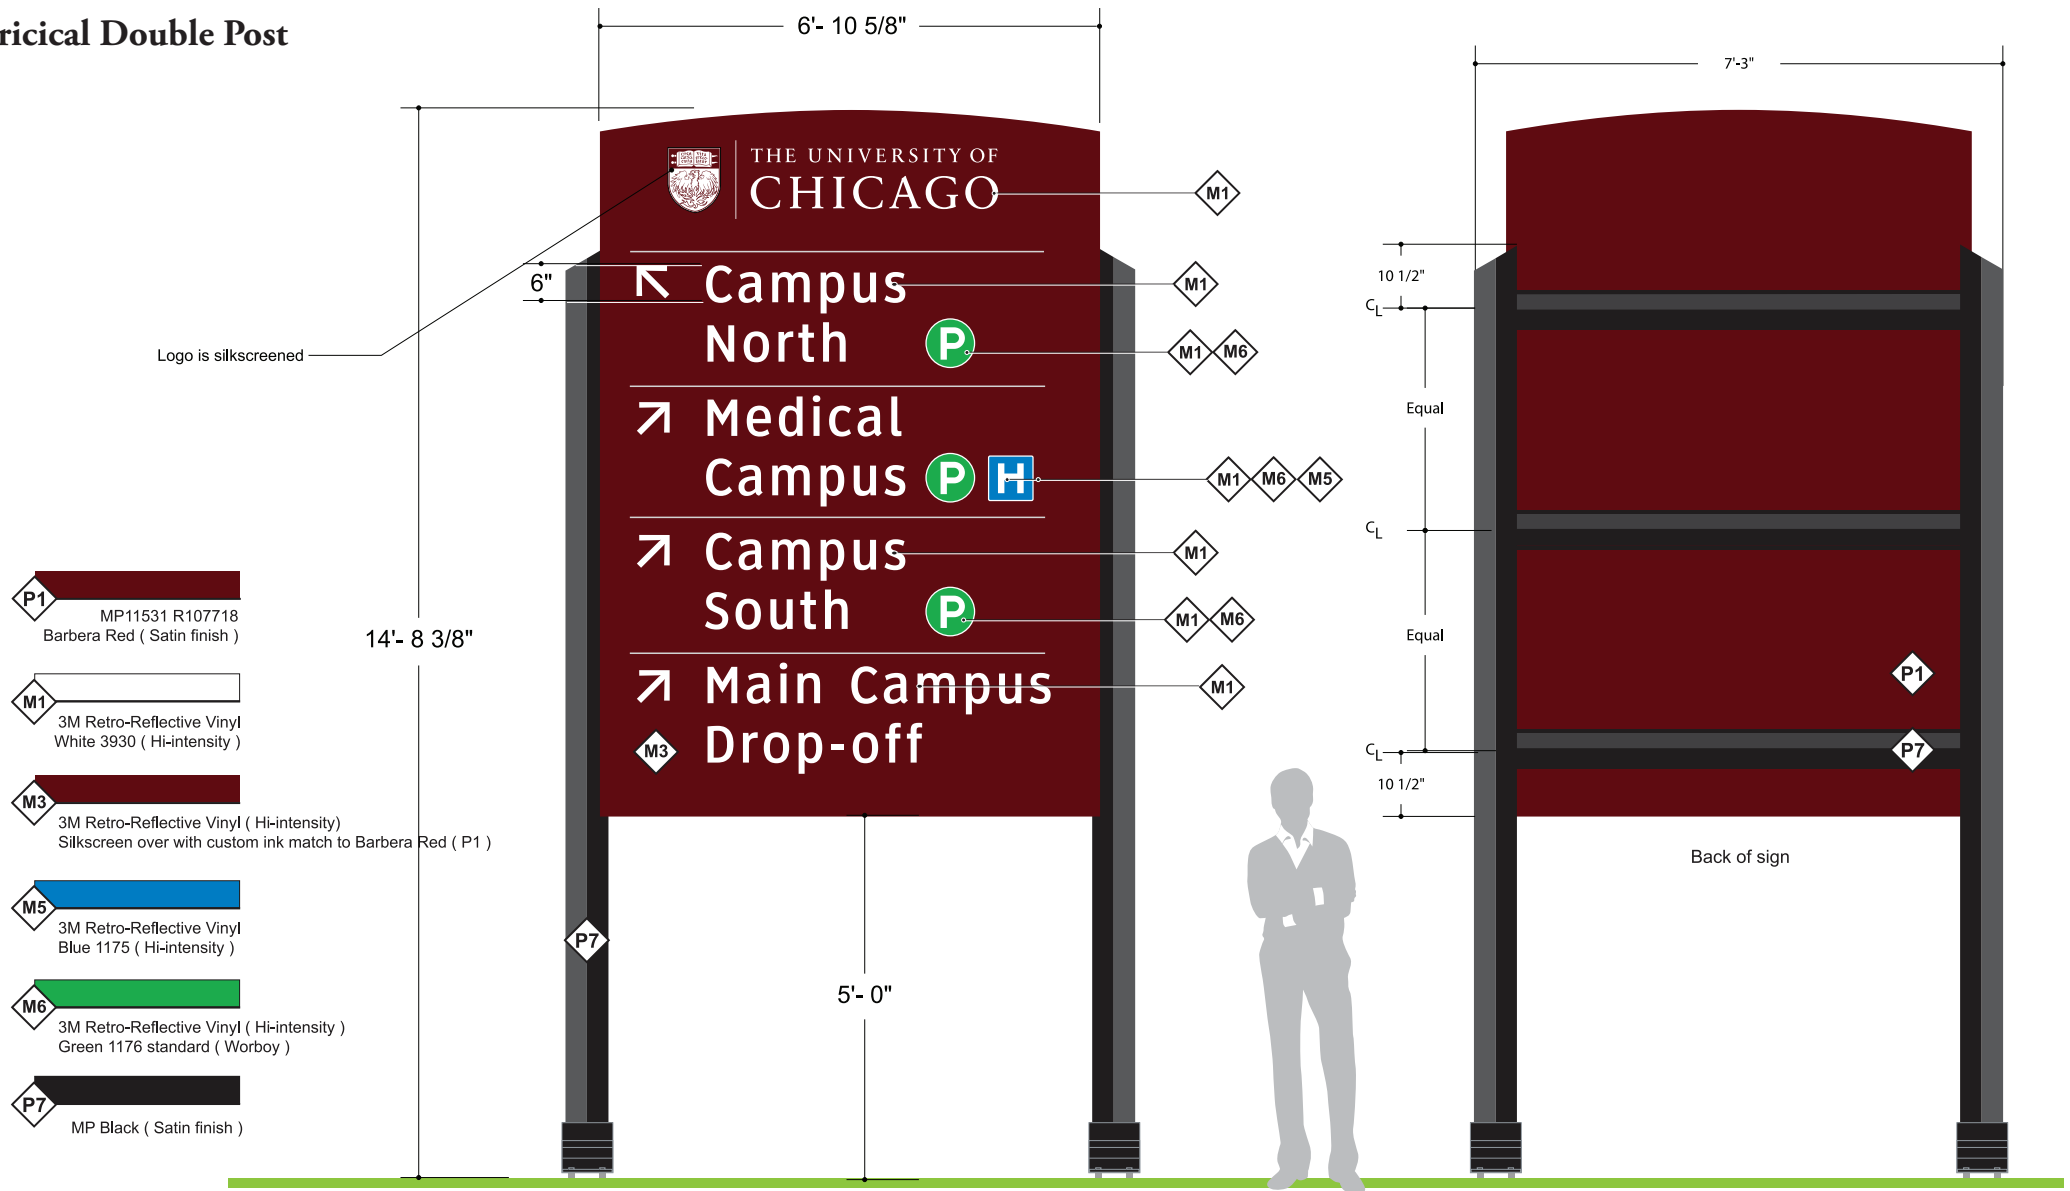 ricical Double Post
6'- 10 5/8"
7'-3"
THE UNIVERSITY OF
CHICAGO
M1
6"
Campus
M1
North P
M1 M6
Logo is silkscreened
Medical
Campus P H
M1 M6 M5
Campus
M1
South P
M1 M6
Main Campus
M1
M3 Drop-off
14'- 8 3/8"
P7
5'- 0"
P1
MP11531 R107718
Barbera Red ( Satin finish )
M1
3M Retro-Reflective Vinyl
White 3930 ( Hi-intensity )
M3
3M Retro-Reflective Vinyl ( Hi-intensity)
Silkscreen over with custom ink match to Barbera Red ( P1 )
M5
3M Retro-Reflective Vinyl
Blue 1175 ( Hi-intensity )
M6
3M Retro-Reflective Vinyl ( Hi-intensity )
Green 1176 standard ( Worboy )
P7
MP Black ( Satin finish )
10 1/2"
CL
Equal
CL
Equal
P1
CL
P7
10 1/2"
Back of sign